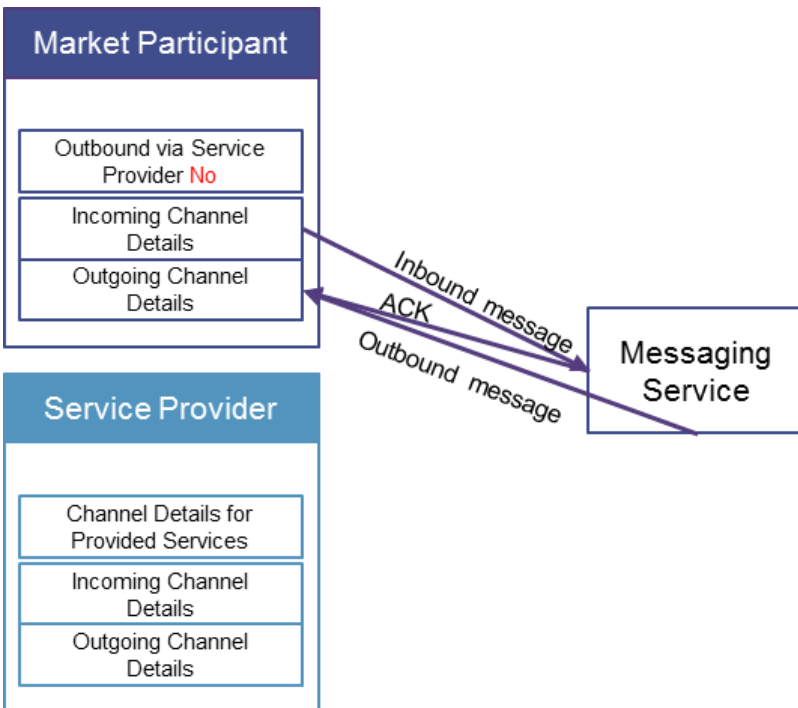 Market Participant
Outbound via Service
Provider No
Incoming Channel
Details
Outgoing Channel
Details
Inbound message
ACK
Outbound message
Messaging
Service
Service Provider
Channel Details for
Provided Services
Incoming Channel
Details
Outgoing Channel
Details